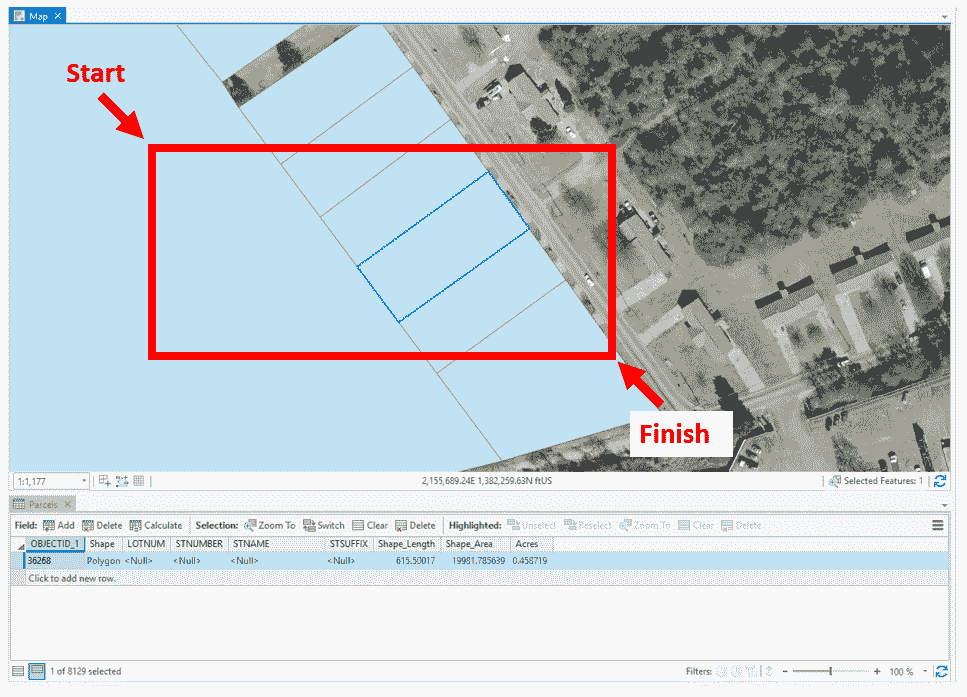 Map
Start
Finish
1:1,177
2,155,689.24E 1,382,259.63N ftUS
Selected Features: 1
Parcels
Field: Add Delete Calculate Selection: Zoom To Switch Clear Delete Highlighted: Unselect Reselect Zoom To Clear Delete
OBJECTID_1 Shape LOTNUM STNUMBER STNAME STSUFFIX Shape_Length Shape_Area Acres
36268 Polygon <Null> <Null> <Null> <Null> 615.50017 19981.785639 0.458719
Click to add new row.
1 of 8129 selected
Filters:
100 %